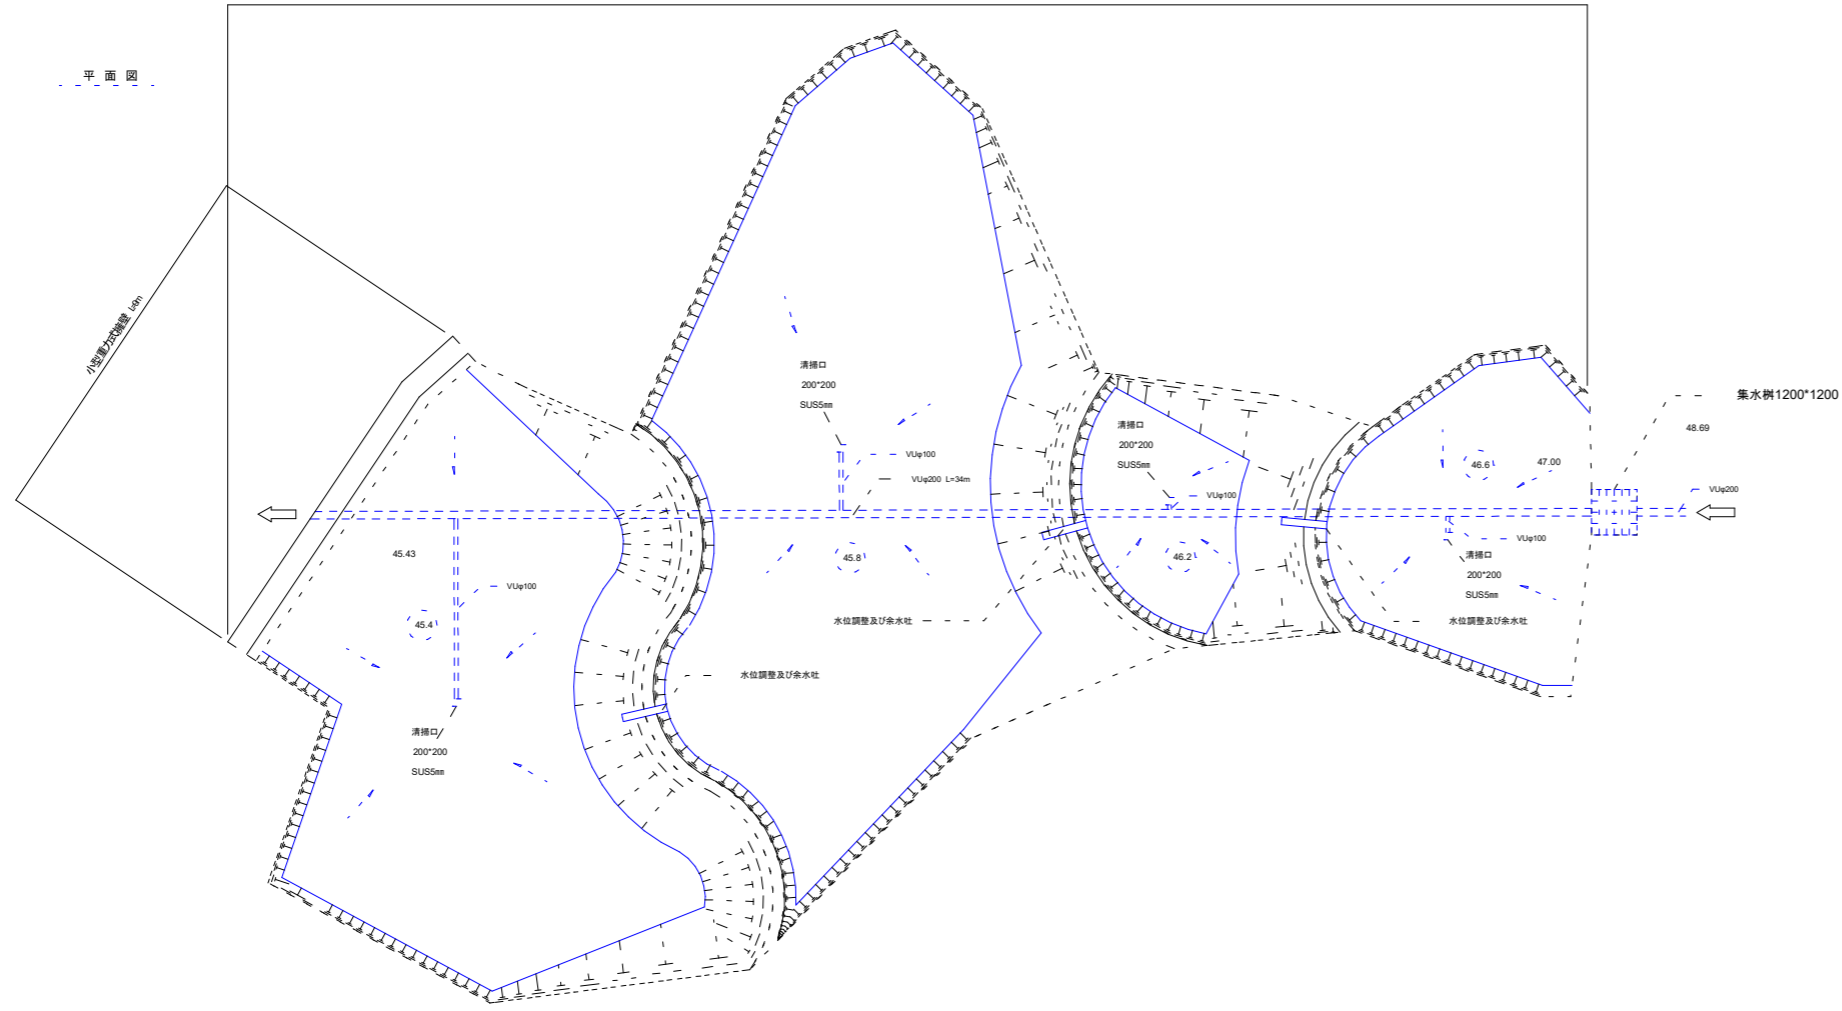 平面図
小型重力式擁壁
清掃口
200*200
SUS5mm
VUφ100
VUφ200 L=34m
45.8
水位調整及び余水吐
水位調整及び余水吐
45.43
VUφ100
45.4
清掃口
200*200
SUS5mm
清掃口
200*200
SUS5mm
VUφ100
46.2
集水桝1200*1200
48.69
46.6
47.00
VUφ200
VUφ100
清掃口
200*200
SUS5mm
水位調整及び余水吐